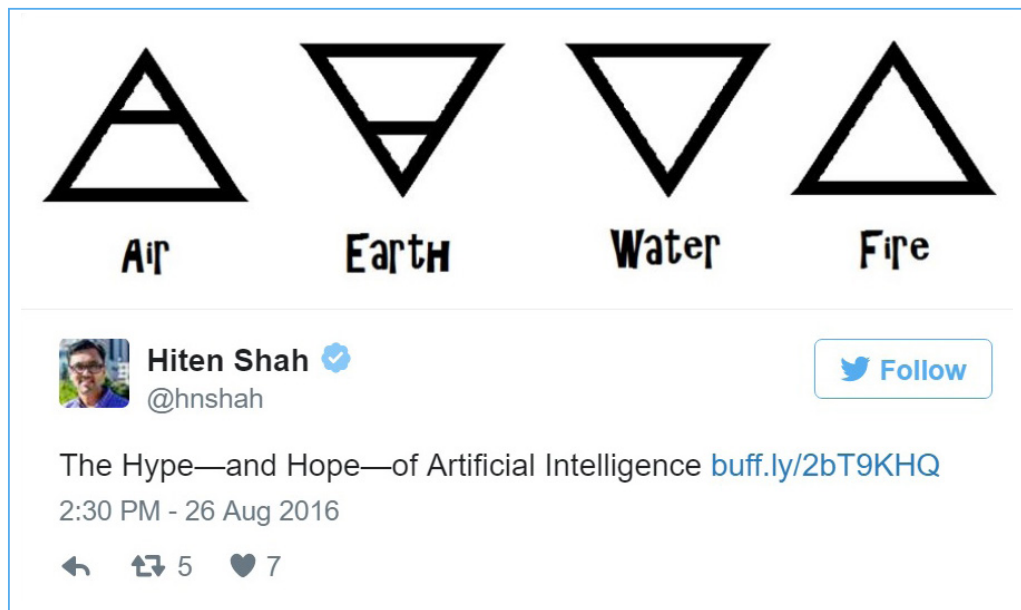 Air Earth Water Fire
Hiten Shah
Follow
@hnshah
The Hype—and Hope—of Artificial Intelligence buff.ly/2bT9KHQ
2:30 PM - 26 Aug 2016
5 7